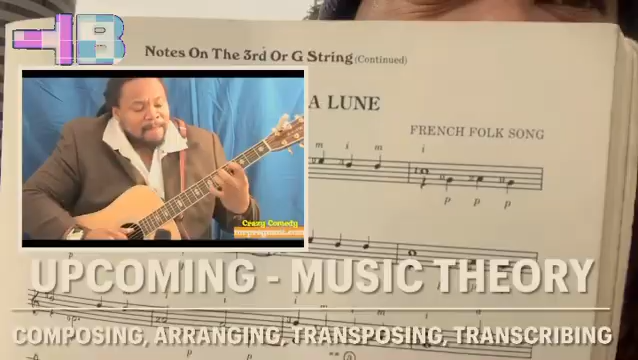 HB
Notes On The 3rd Or G String (Continued)
A LUNE
FRENCH FOLK SONG
m i m i
p p p
Crazy Comedy
UPCOMING - MUSIC THEORY
COMPOSING, ARRANGING, TRANSPOSING, TRANSCRIBING